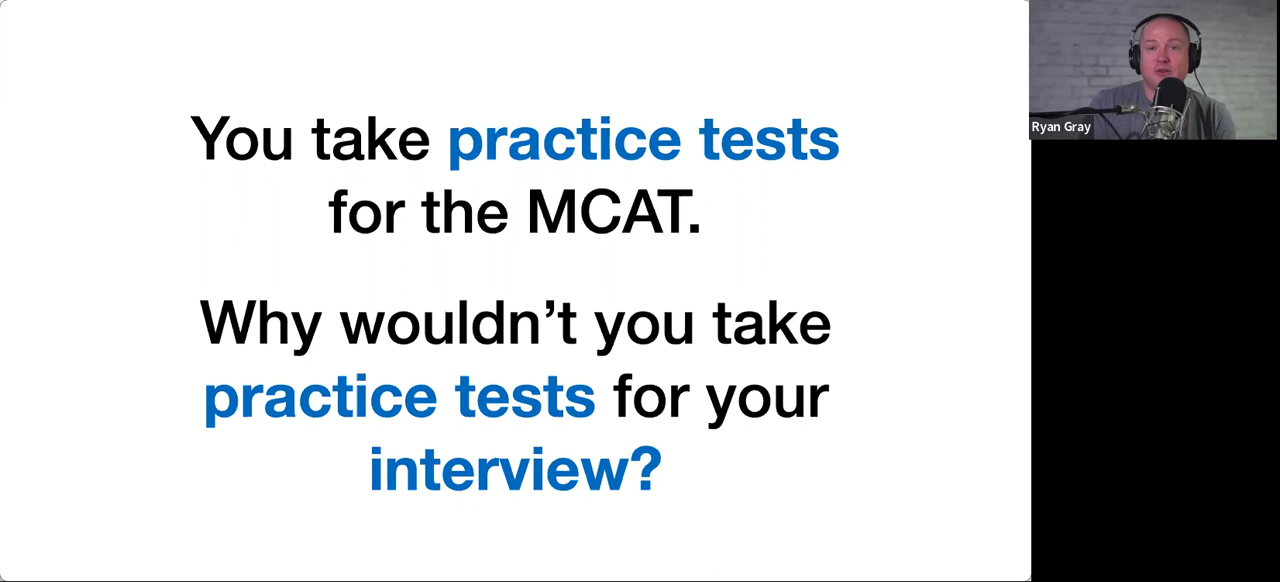 You take practice tests
for the MCAT.
Why wouldn’t you take
practice tests for your
interview?
Ryan Gray